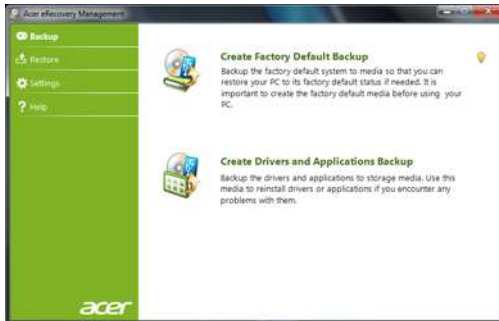 Acer eRecovery Management
Backup
Restore
Settings
Help
Create Factory Default Backup
Backup the factory default system to media so that you can
restore your PC to its factory default status if needed. It is
important to create the factory default media before using your
PC.
Create Drivers and Applications Backup
Backup the drivers and applications to storage media. Use this
media to reinstall drivers or applications if you encounter any
problems with them.
acer